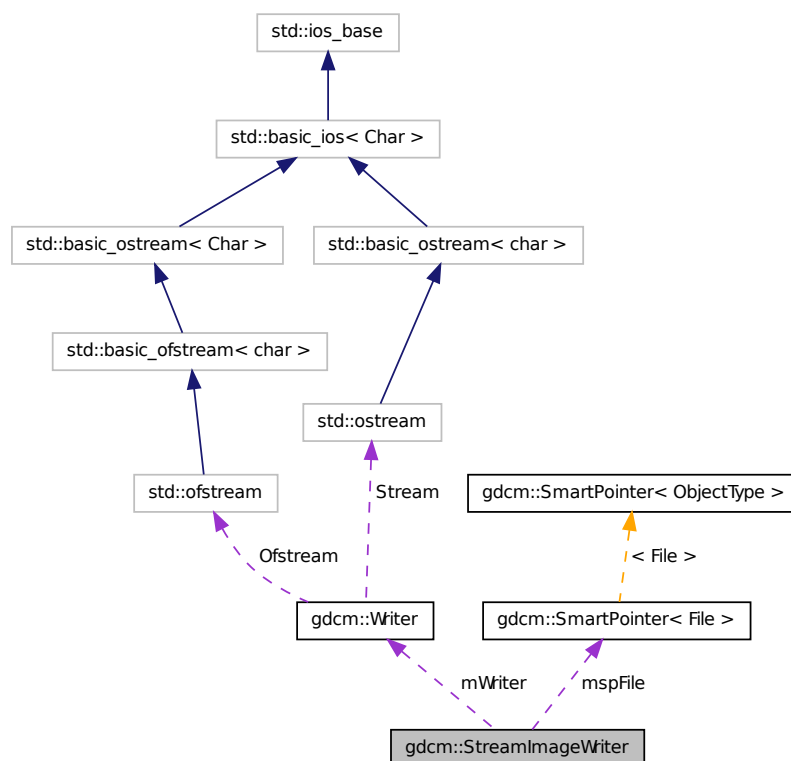 std::ios_base
std::basic_ios< Char >
std::basic_ostream< Char >
std::basic_ostream< char >
std::basic_ofstream< char >
std::ostream
std::ofstream
Stream
gdcm::SmartPointer< ObjectType >
Ofstream
< File >
gdcm::Writer
gdcm::SmartPointer< File >
mWriter
mspFile
gdcm::StreamImageWriter